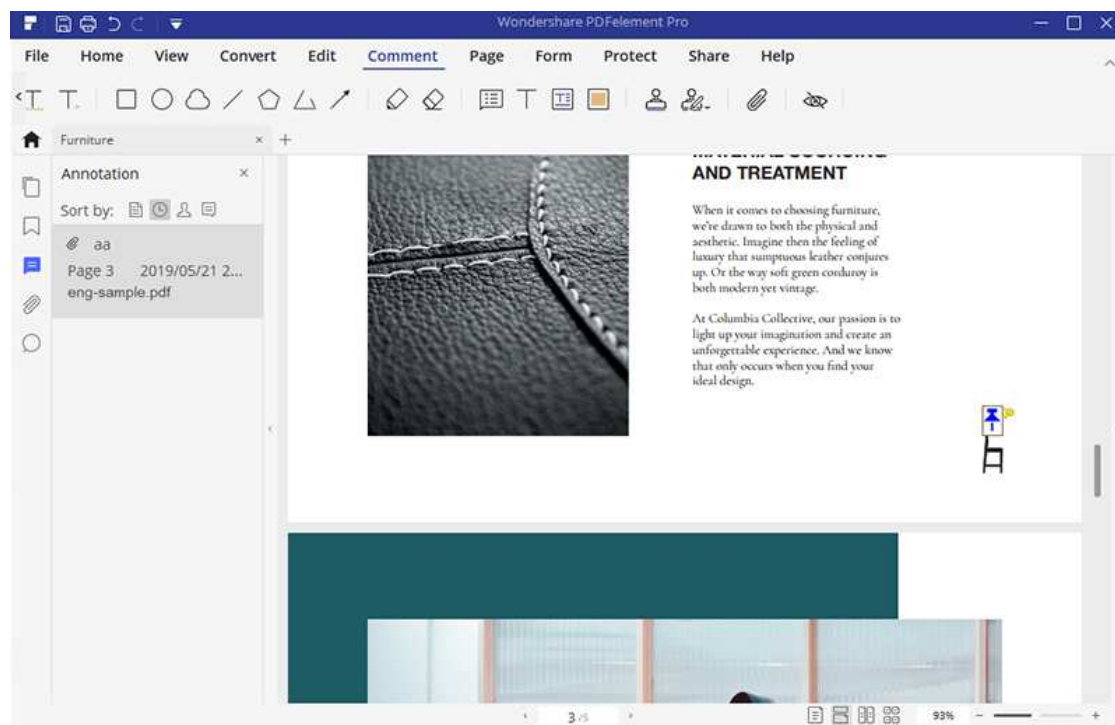 Wondershare PDFelement Pro
File Home View Convert Edit Comment Page Form Protect Share Help
Furniture
Annotation
Sort by:
aa
Page 3 2019/05/21 2...
eng-sample.pdf
MATERIAL SOURCING
AND TREATMENT
When it comes to choosing furniture,
we're drawn to both the physical and
aesthetic. Imagine then the feeling of
luxury that sumptuous leather conjures
up. Or the way soft green corduroy is
both modern yet vintage.
At Columbia Collective, our passion is to
light up your imagination and create an
unforgettable experience. And we know
that only occurs when you find your
ideal design.
3 /5
93%